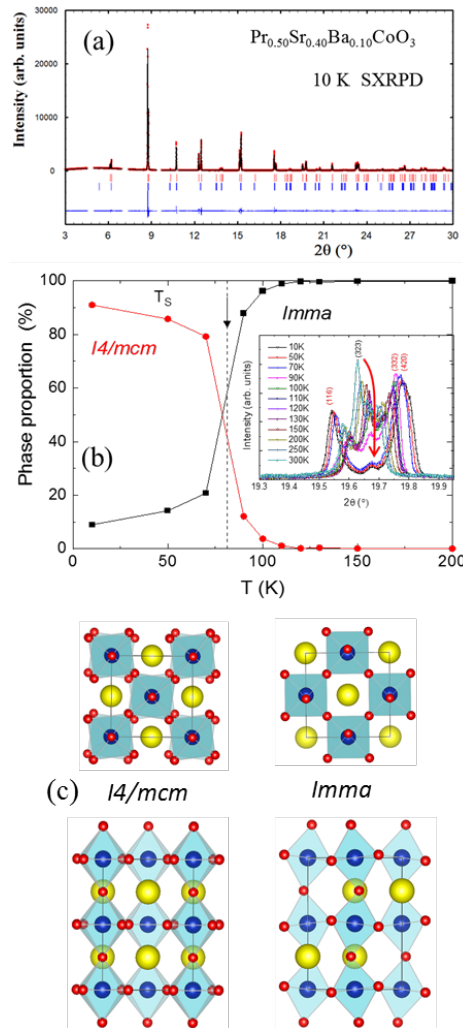 (a)
Pr0.50Sr0.40Ba0.10CoO3
10 K SXRPD
Intensity (arb. units)
30000
20000
10000
0
3 6 9 12 15 18 21 24 27 30
2θ (°)
(b)
Phase proportion (%)
100
80
60
40
20
0
TS
I4/mcm
Imma
Intensity (arb. units)
10K
50K
70K
90K
100K
110K
120K
130K
150K
200K
250K
300K
(116)
(323)
(332)
(420)
19.3 19.4 19.5 19.6 19.7 19.8 19.9
2θ (°)
0 50 100 150 200
T (K)
(c)
I4/mcm
Imma